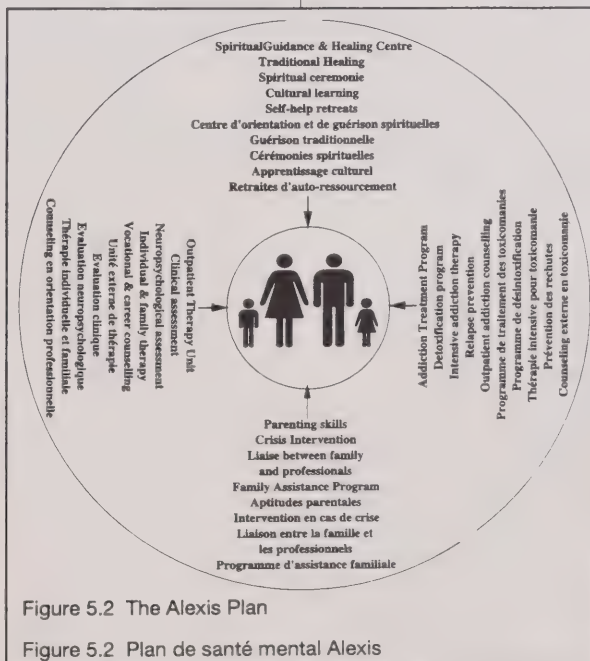 SpiritualGuidance & Healing Centre
Traditional Healing
Spiritual ceremonie
Cultural learning
Self-help retreats
Centre d'orientation et de guérison spirituelles
Guérison traditionnelle
Cérémonies spirituelles
Apprentissage culturel
Retraites d'auto-ressourcement
Outpatient Therapy Unit
Clinical assessment
Neuropsychological assessment
Individual & family therapy
Vocational & career counselling
Unité externe de thérapie
Evaluation clinique
Evaluation neuropsychologique
Thérapie individuelle et familiale
Counseling en orientation professionnelle
Addiction Treatment Program
Detoxification program
Intensive addiction therapy
Relapse prevention
Outpatient addiction counselling
Programme de traitement des toxicomanies
Programme de désintoxification
Thérapie intensive pour toxicomanie
Prévention des rechutes
Counseling externe en toxicomanie
Parenting skills
Crisis Intervention
Liaise between family
and professionals
Family Assistance Program
Aptitudes parentales
Intervention en cas de crise
Liaison entre la famille et
les professionnels
Programme d'assistance familiale
Figure 5.2 The Alexis Plan
Figure 5.2 Plan de santé mental Alexis